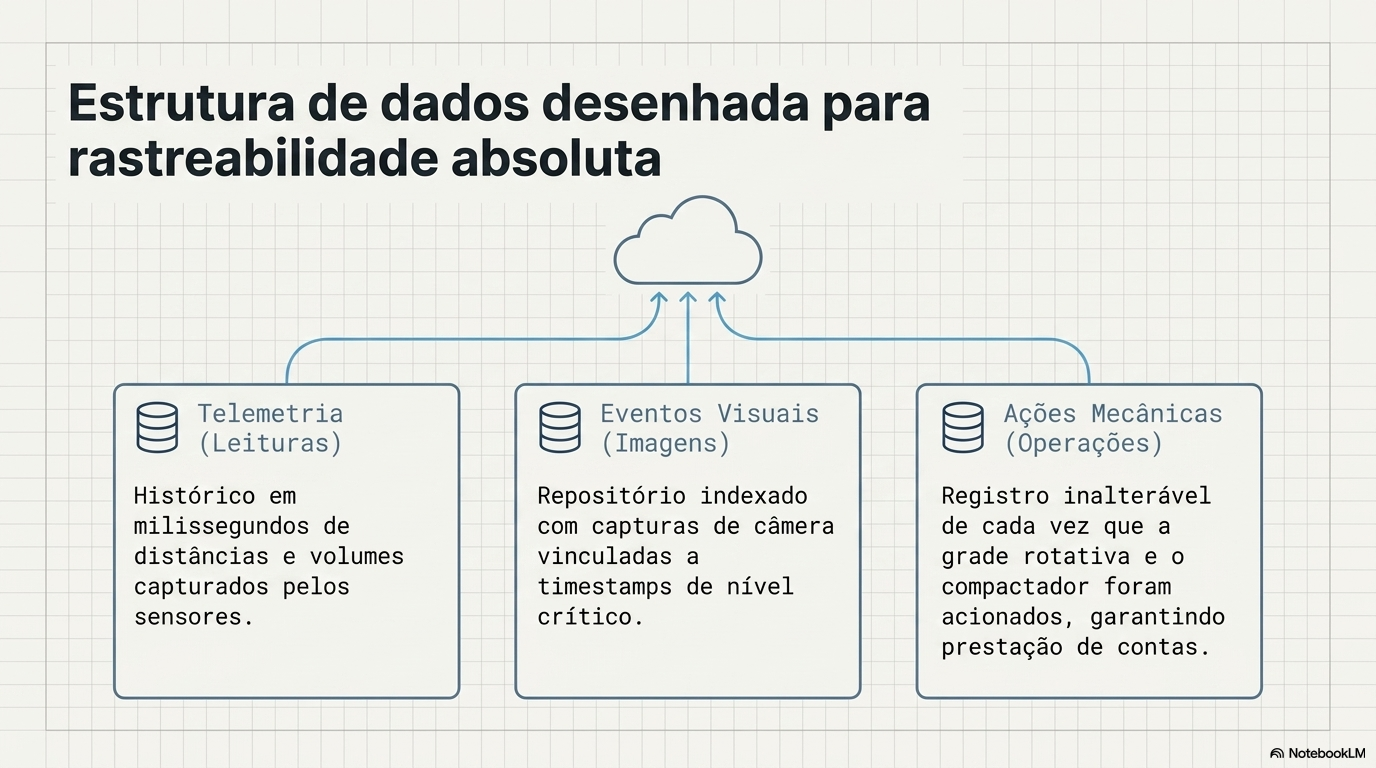 Estrutura de dados desenhada para
rastreabilidade absoluta
Telemetria
(Leituras)
Histórico em
milissegundos de
distâncias e volumes
capturados pelos
sensores.
Eventos Visuais
(Imagens)
Repositório indexado
com capturas de câmera
vinculadas a
timestamps de nível
crítico.
Ações Mecânicas
(Operações)
Registro inalterável
de cada vez que a
grade rotativa e o
compactador foram
acionados, garantindo
prestação de contas.
NotebookLM